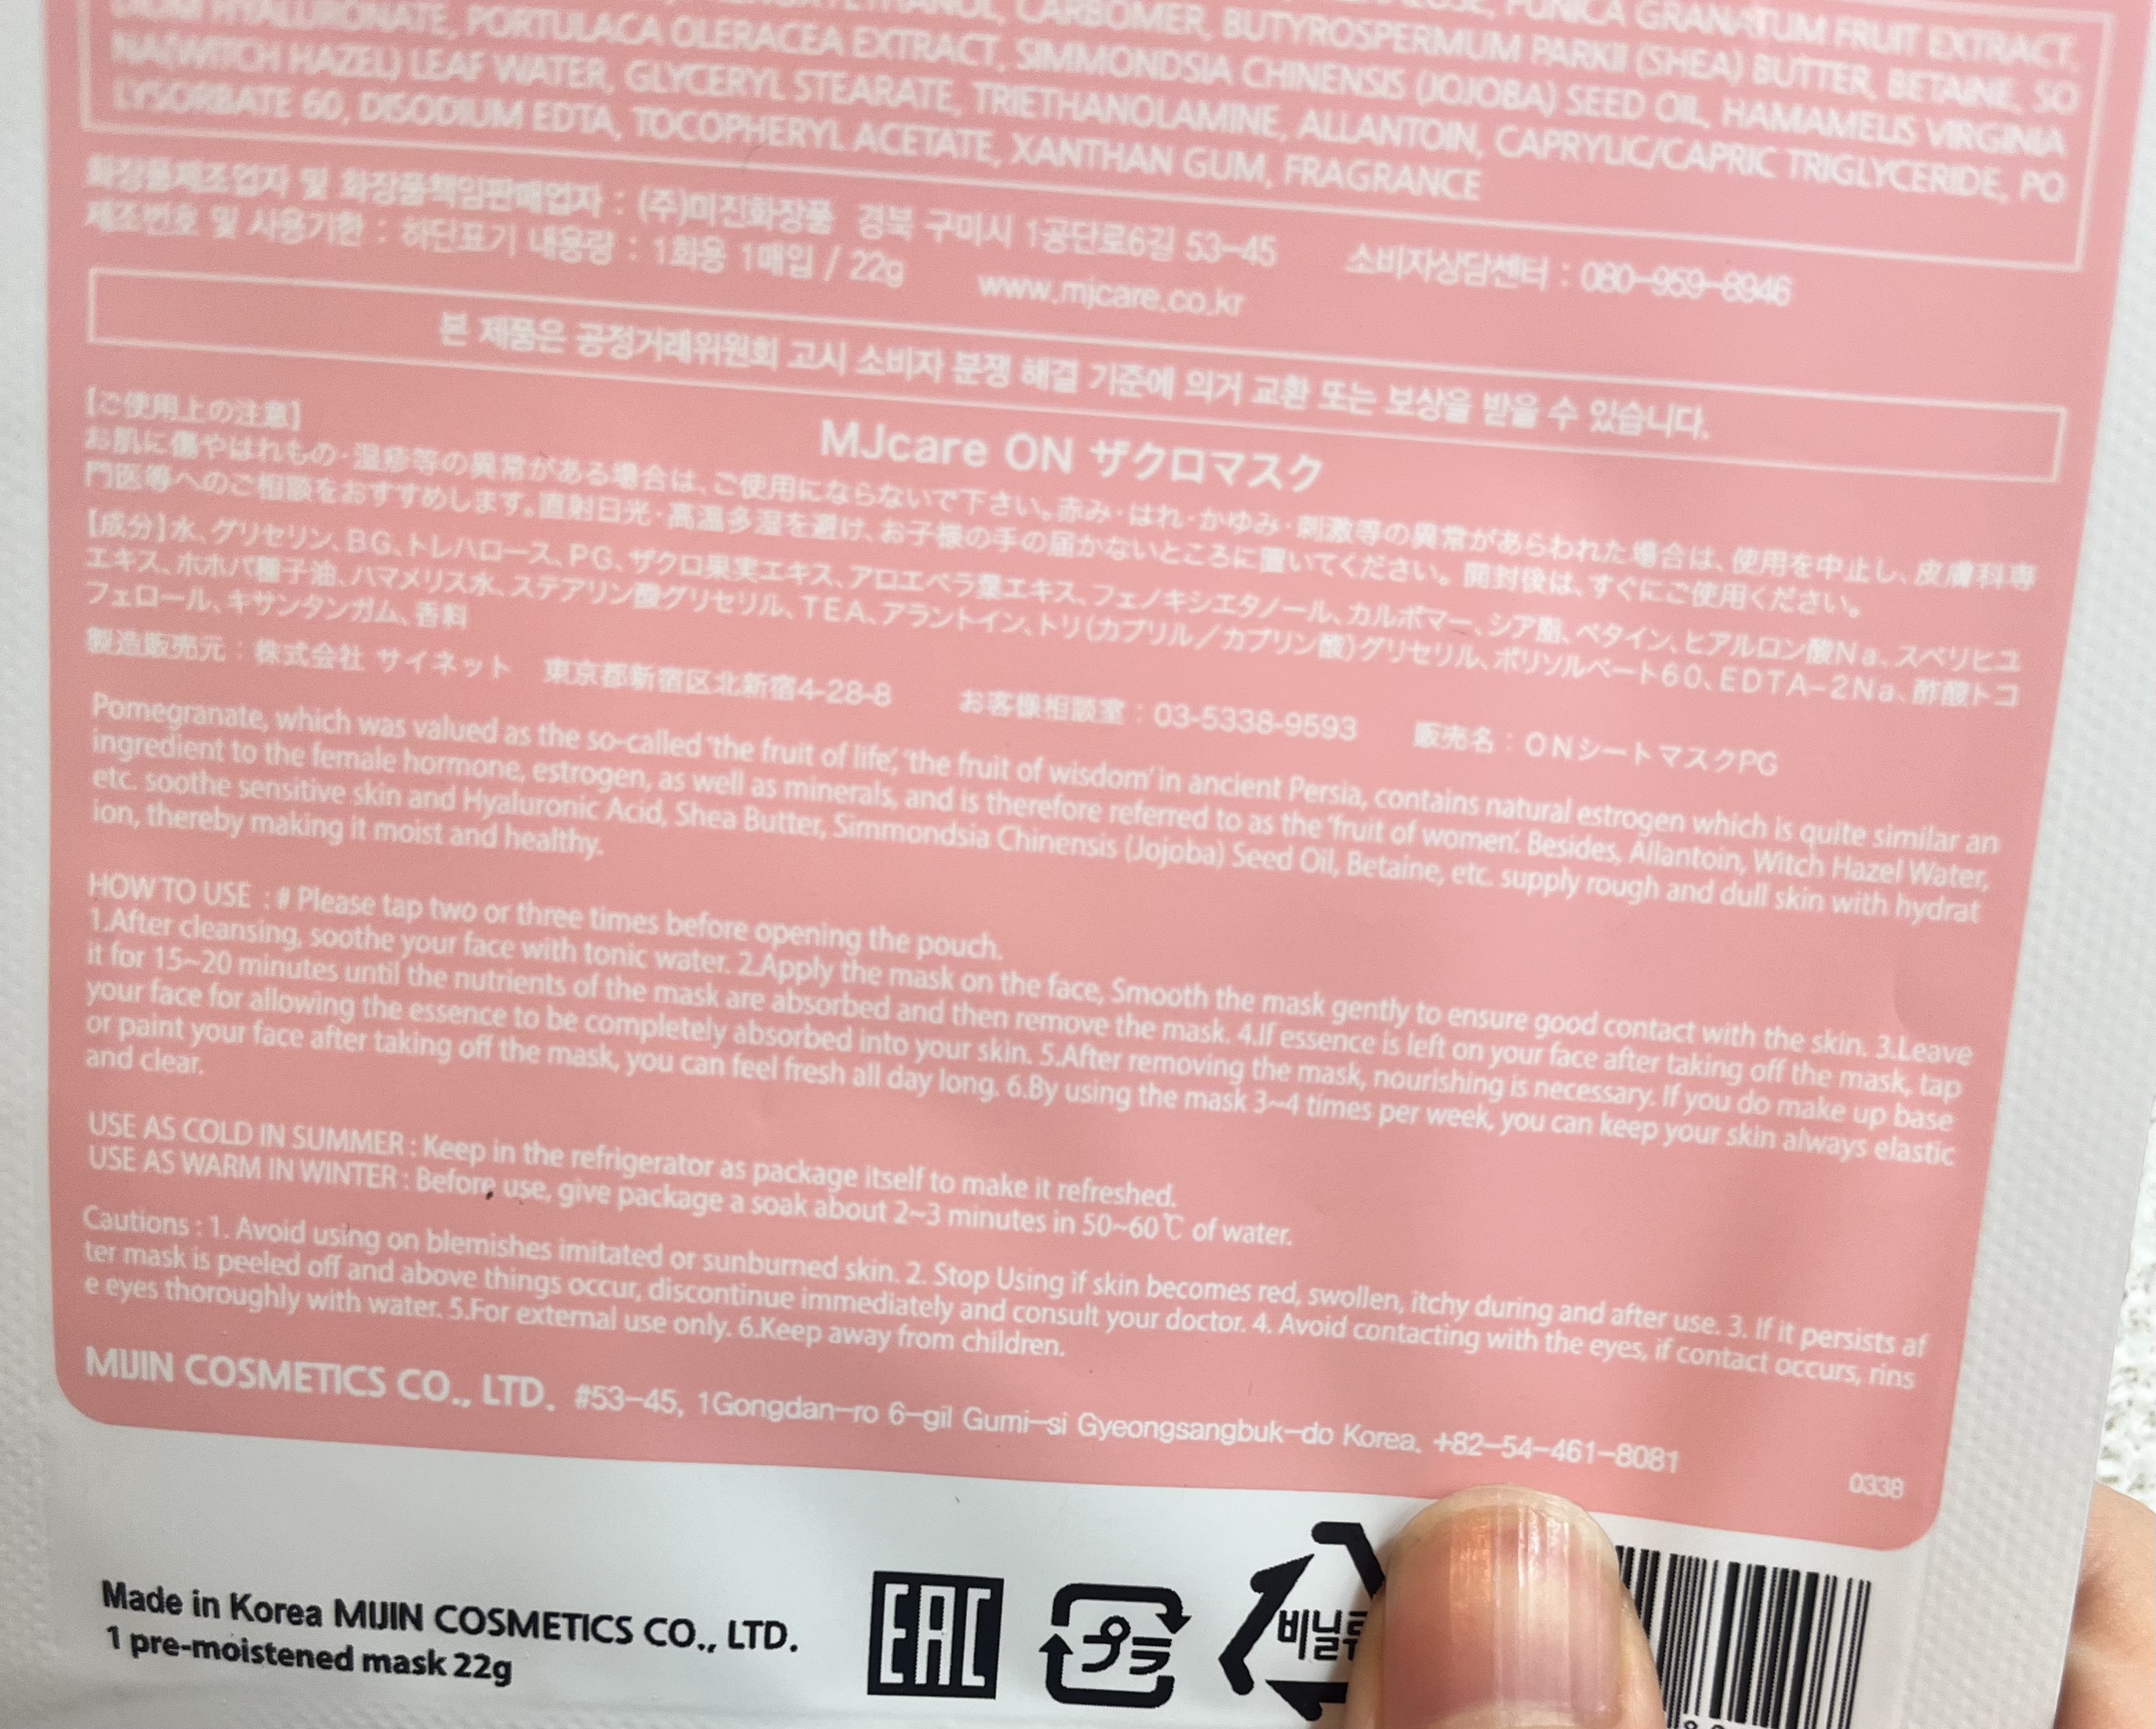 FRUIT EXTRACT,
CARBOMER, BUTYROSPERMUM PARKII (SHEA) BUTTER, BETAINE, SO
HYALURONATE, PORTULACA OLERACEA EXTRACT, SIMMONDSIA CHINENSIS (JOJOBA) SEED OIL, HAMAMELIS VIRGINIA
NA(WITCH HAZEL) LEAF WATER, GLYCERYL STEARATE, TRIETHANOLAMINE, ALLANTOIN, CAPRYLIC/CAPRIC TRIGLYCERIDE, PO
LYSORBATE 60, DISODIUM EDTA, TOCOPHERYL ACETATE, XANTHAN GUM, FRAGRANCE
화장품제조업자 및 화장품책임판매업자 : (주)미진화장품 경북 구미시 1공단로6길 53-45 소비자상담센터 : 080-959-8946
제조번호 및 사용기한 : 하단표기 내용량 : 1회용 1매입 / 22g www.mjcare.co.kr
본 제품은 공정거래위원회 고시 소비자 분쟁 해결 기준에 의거 교환 또는 보상을 받을 수 있습니다.
MJcare ON ザクロマスク
[ご使用上の注意]
お肌に傷やはれもの・湿疹等の異常がある場合は、ご使用にならないで下さい。赤み・はれ・かゆみ・刺激等の異常があらわれた場合は、使用を中止し、皮膚科専
門医等へのご相談をおすすめします。直射日光・高温多湿を避け、お子様の手の届かないところに置いてください。開封後は、すぐにご使用ください。
[成分]水、グリセリン、BG、トレハロース、PG、ザクロ果実エキス、アロエベラ葉エキス、フェノキシエタノール、カルボマー、シア脂、ベタイン、ヒアルロン酸Na、スベリヒユ
エキス、ホホバ種子油、ハマメリス水、ステアリン酸グリセリル、TEA、アラントイン、トリ(カプリル/カプリン酸)グリセリル、ポリソルベート60、EDTA-2Na、酢酸トコ
フェロール、キサンタンガム、香料
製造販売元：株式会社 サイネット 東京都新宿区北新宿4-28-8 お客様相談室：03-5338-9593 販売名：ONシートマスクPG
Pomegranate, which was valued as the so-called 'the fruit of life', 'the fruit of wisdom' in ancient Persia, contains natural estrogen which is quite similar an
ingredient to the female hormone, estrogen, as well as minerals, and is therefore referred to as the 'fruit of women'. Besides, Allantoin, Witch Hazel Water,
etc. soothe sensitive skin and Hyaluronic Acid, Shea Butter, Simmondsia Chinensis (Jojoba) Seed Oil, Betaine, etc. supply rough and dull skin with hydrat
ion, thereby making it moist and healthy.
HOW TO USE : # Please tap two or three times before opening the pouch.
1.After cleansing, soothe your face with tonic water. 2.Apply the mask on the face, Smooth the mask gently to ensure good contact with the skin. 3.Leave
it for 15~20 minutes until the nutrients of the mask are absorbed and then remove the mask. 4.If essence is left on your face after taking off the mask, tap
your face for allowing the essence to be completely absorbed into your skin. 5.After removing the mask, nourishing is necessary. If you do make up base
or paint your face after taking off the mask, you can feel fresh all day long. 6.By using the mask 3~4 times per week, you can keep your skin always elastic
and clear.
USE AS COLD IN SUMMER : Keep in the refrigerator as package itself to make it refreshed.
USE AS WARM IN WINTER : Before use, give package a soak about 2~3 minutes in 50~60℃ of water.
Cautions : 1. Avoid using on blemishes imitated or sunburned skin. 2. Stop Using if skin becomes red, swollen, itchy during and after use. 3. If it persists af
ter mask is peeled off and above things occur, discontinue immediately and consult your doctor. 4. Avoid contacting with the eyes, if contact occurs, rins
e eyes thoroughly with water. 5.For external use only. 6.Keep away from children.
MIJIN COSMETICS CO., LTD. #53-45, 1Gongdan-ro 6-gil Gumi-si Gyeongsangbuk-do Korea. +82-54-461-8081
0338
Made in Korea MIJIN COSMETICS CO., LTD.
1 pre-moistened mask 22g
EAC
プラ
비닐